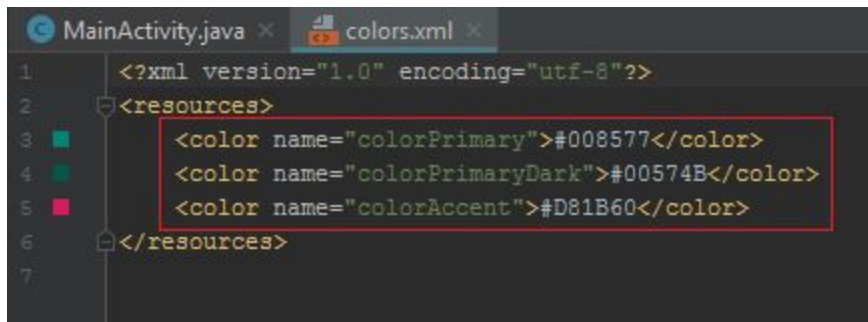 C MainActivity.java × colors.xml ×
1 <?xml version="1.0" encoding="utf-8"?>
2 <resources>
3 <color name="colorPrimary">#008577</color>
4 <color name="colorPrimaryDark">#00574B</color>
5 <color name="colorAccent">#D81B60</color>
6 </resources>
7